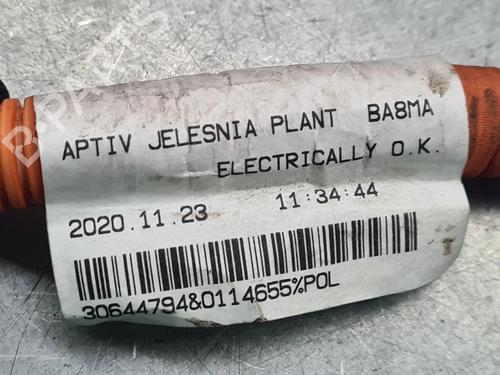 APTIV JELESNIA PLANT BA8MA
ELECTRICALLY O.K.
2020.11.23 11:34:44
30644794&0114655%POL